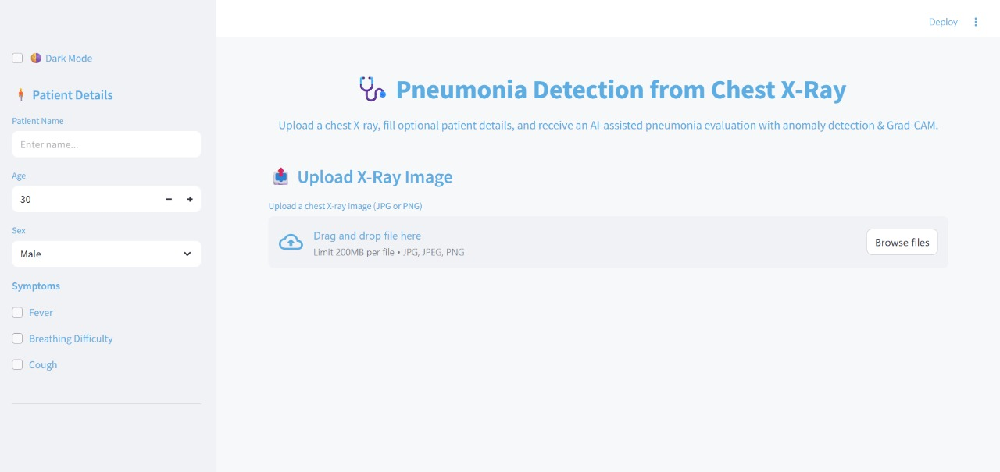 Deploy
Dark Mode
Patient Details
Patient Name
Enter name...
Age
30
Sex
Male
Symptoms
Fever
Breathing Difficulty
Cough
Pneumonia Detection from Chest X-Ray
Upload a chest X-ray, fill optional patient details, and receive an AI-assisted pneumonia evaluation with anomaly detection & Grad-CAM.
Upload X-Ray Image
Upload a chest X-ray image (JPG or PNG)
Drag and drop file here
Limit 200MB per file • JPG, JPEG, PNG
Browse files